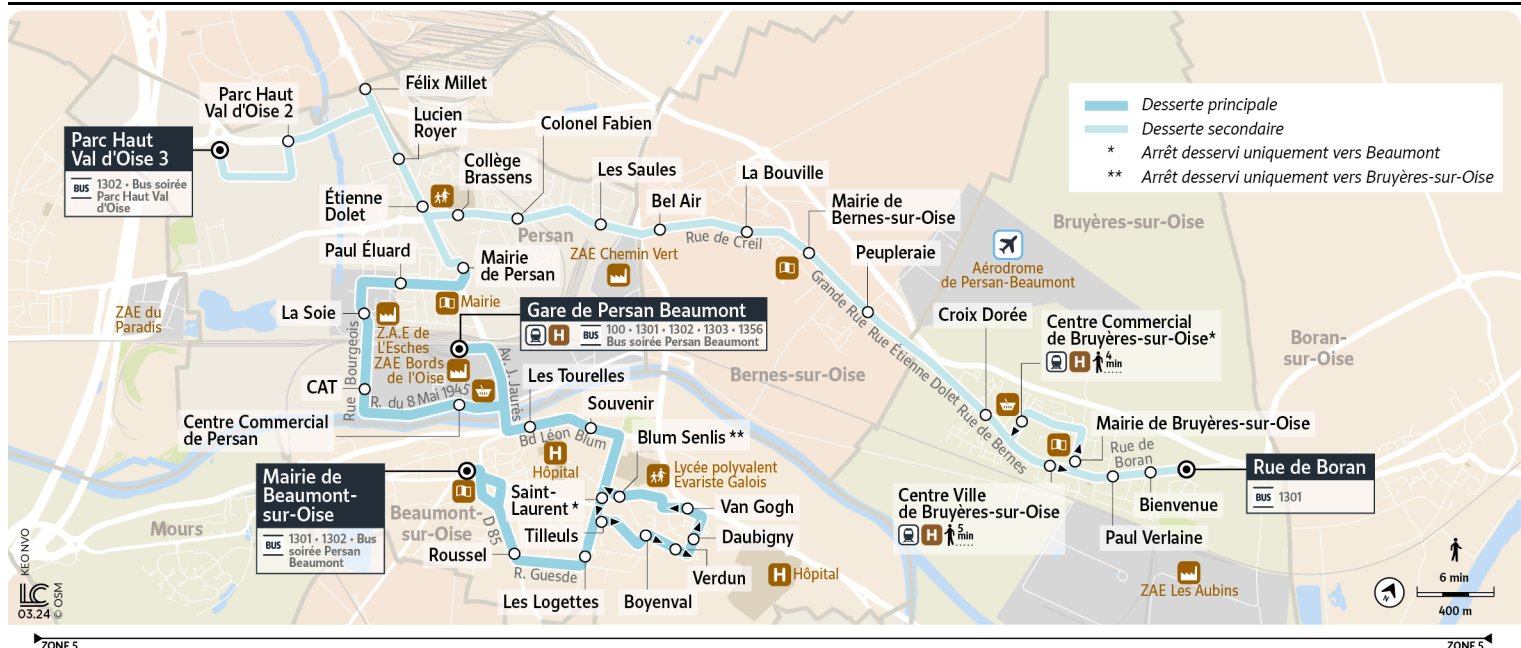 Félix Millet
Parc Haut
Val d'Oise 2
Lucien
Royer
Colonel Fabien
Parc Haut
Val d'Oise 3
BUS
1302 • Bus soirée
Parc Haut Val
d'Oise
Collège
Brassens
Les Saules
La Bouville
Desserte principale
Desserte secondaire
* Arrêt desservi uniquement vers Beaumont
** Arrêt desservi uniquement vers Bruyères-sur-Oise
Étienne
Dolet
Bel Air
Mairie de
Bernes-sur-Oise
Persan
Rue de Creil
Bruyères-sur-Oise
Paul Éluard
Mairie
de Persan
ZAE Chemin Vert
Peupleraie
Aérodrome
de Persan-Beaumont
ZAE du
Paradis
La Soie
Mairie
Gare de Persan Beaumont
H
BUS
100 • 1301 • 1302 • 1303 • 1356
Bus soirée Persan Beaumont
Z.A.E de
L'Esches
ZAE Bords
de l'Oise
Grande Rue
Rue Étienne Dolet
Rue de Bernes
Croix Dorée
Centre Commercial
de Bruyères-sur-Oise*
H
4
min
Boran-
sur-Oise
Rue Bourgeois
Av. J. Jaurès
CAT
R. du 8 Mai 1945
Les Tourelles
Bernes-sur-Oise
Centre Commercial
de Persan
Souvenir
Bd Léon Blum
H
Hôpital
Blum Senlis **
Mairie de Bruyères-sur-Oise
Rue de
Boran
Rue de Boran
BUS
1301
Mairie de
Beaumont-
sur-Oise
BUS
1301 • 1302 • Bus
soirée Persan
Beaumont
Lycée polyvalent
Evariste Galois
Saint-
Laurent *
Van Gogh
Centre Ville
de Bruyères-sur-Oise
H
5
min
Bienvenue
Mours
Beaumont-
sur-Oise
D 85
Tilleuls
Daubigny
Paul Verlaine
Roussel
R. Guesde
Verdun
H
Hôpital
Les Logettes
Boyenval
ZAE Les Aubins
N
6 min
400 m
KEO NVO
LC
03.24
© OSM
ZONE 5
ZONE 5